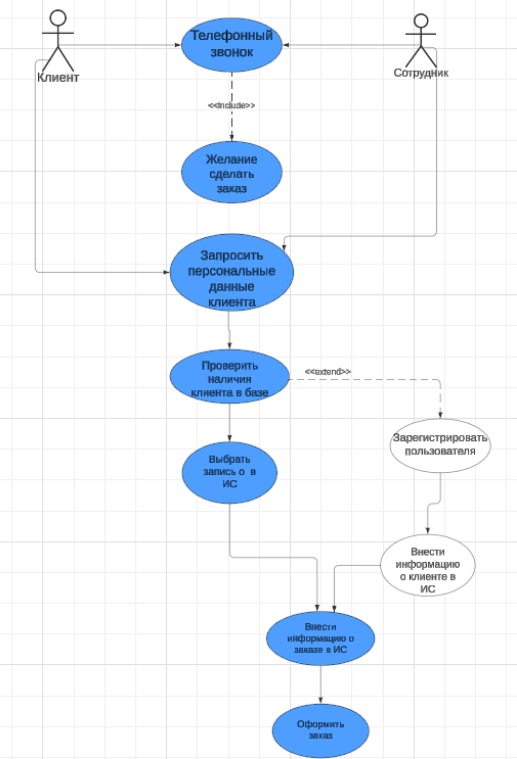 Клиент
Телефонный
звонок
Сотрудник
<<include>>
Желание
сделать
заказ
Запросить
персональные
данные
клиента
Проверить
наличия
клиента в базе
<<extend>>
Зарегистрировать
пользователя
Выбрать
запись о в
ИС
Внести
информацию
о клиенте в
ИС
Внести
информацию о
заказе в ИС
Оформить
заказ